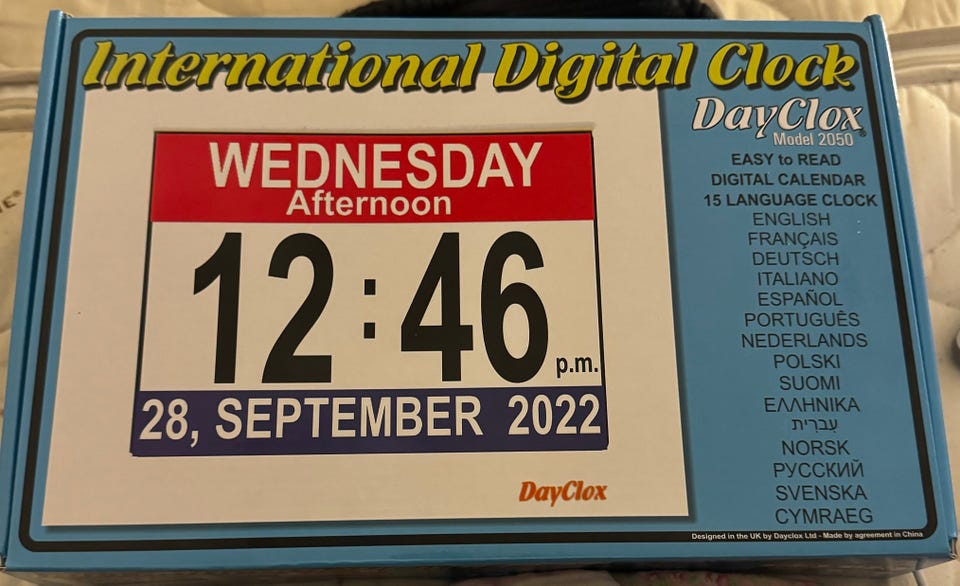 International Digital Clock
DayClox®
Model 2050
WEDNESDAY
Afternoon
12:46 p.m.
28, SEPTEMBER 2022
DayClox
EASY to READ
DIGITAL CALENDAR
15 LANGUAGE CLOCK
ENGLISH
FRANÇAIS
DEUTSCH
ITALIANO
ESPAÑOL
PORTUGUÊS
NEDERLANDS
POLSKI
SUOMI
ΕΛΛΗΝΙΚΑ
עִברִית
NORSK
РУССКИЙ
SVENSKA
CYMRAEG
Designed in the UK by Dayclox Ltd - Made by agreement in China